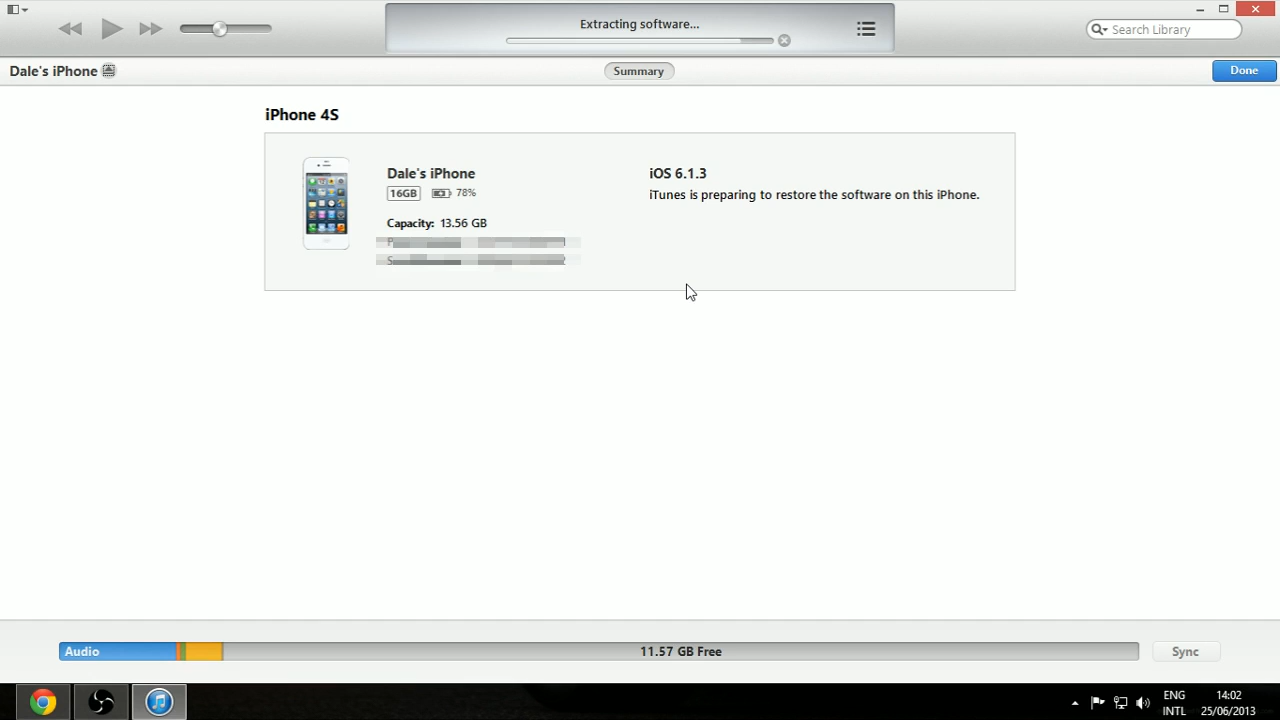 Extracting software...
Search Library
Dale's iPhone
Summary
Done
iPhone 4S
Dale's iPhone
16GB
78%
Capacity: 13.56 GB
iOS 6.1.3
iTunes is preparing to restore the software on this iPhone.
Audio
11.57 GB Free
Sync
ENG
INTL
14:02
25/06/2013